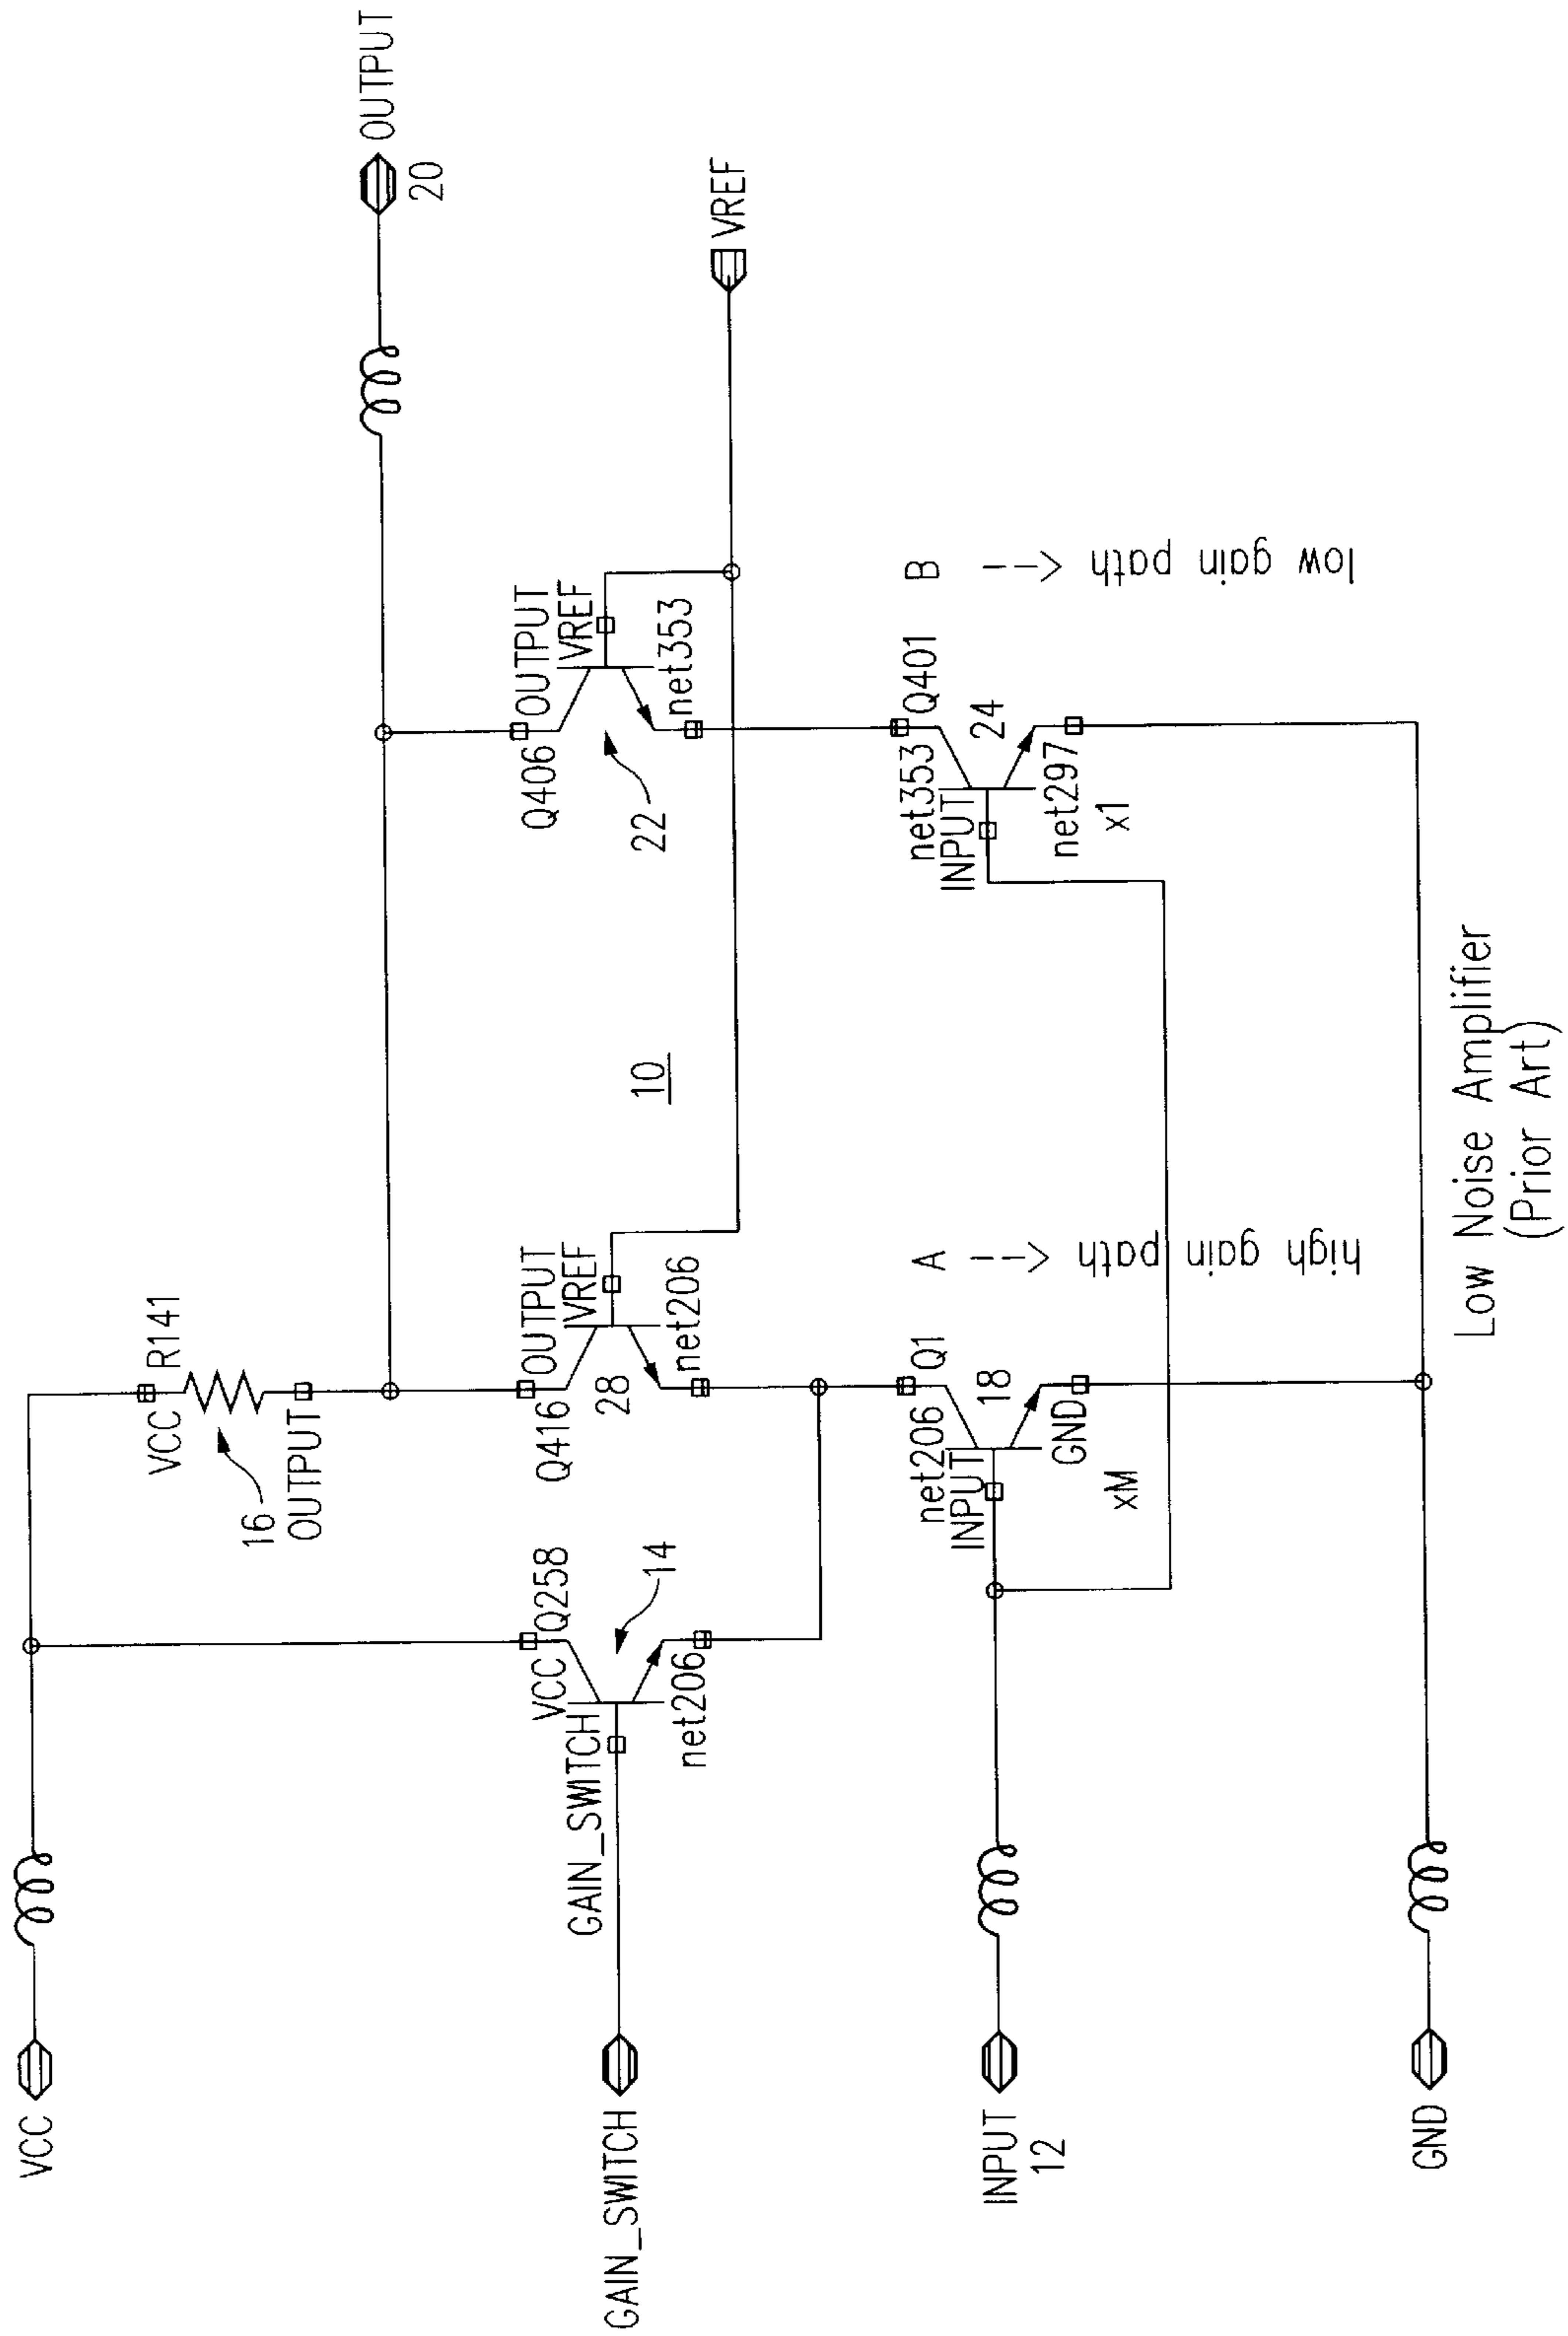 VCC
R141
VCC
16
OUTPUT
OUTPUT
20
Q258
VCC
GAIN_SWITCH
14
net206
GAIN_SWITCH
Q416
OUTPUT
VREF
28
net206
10
Q406
OUTPUT
VREF
22
net353
VREF
Q1
net206
INPUT
18
GND
xM
A
high gain path
Q401
net353
INPUT
24
net297
x1
B
low gain path
INPUT
12
GND
Low Noise Amplifier
(Prior Art)